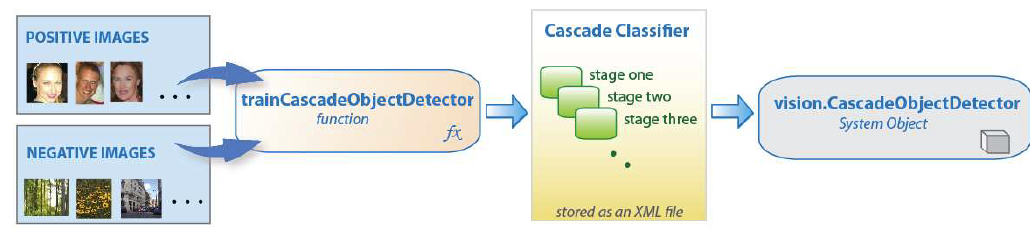 POSITIVE IMAGES
...
NEGATIVE IMAGES
...
trainCascadeObjectDetector
function
fx
Cascade Classifier
stage one
stage two
stage three
stored as an XML file
vision.CascadeObjectDetector
System Object